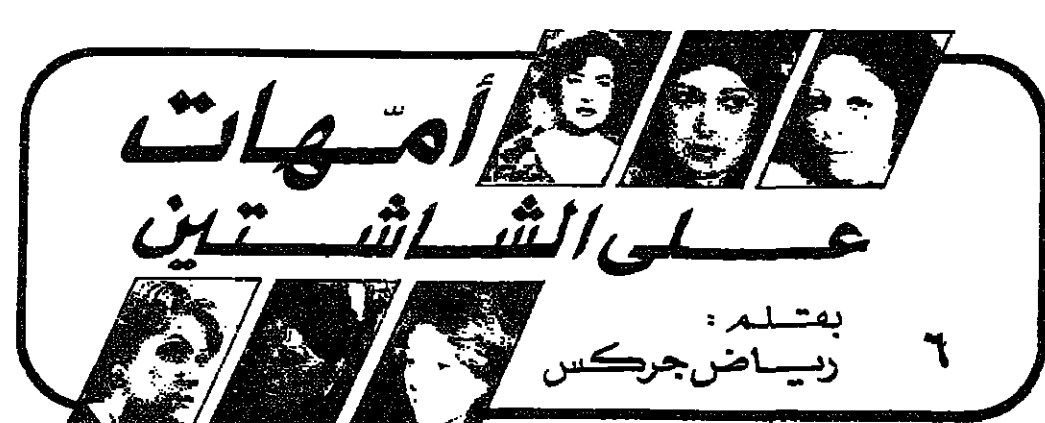 أمّهات
على الشاشتين
بقلم :
رياض جركس
٦